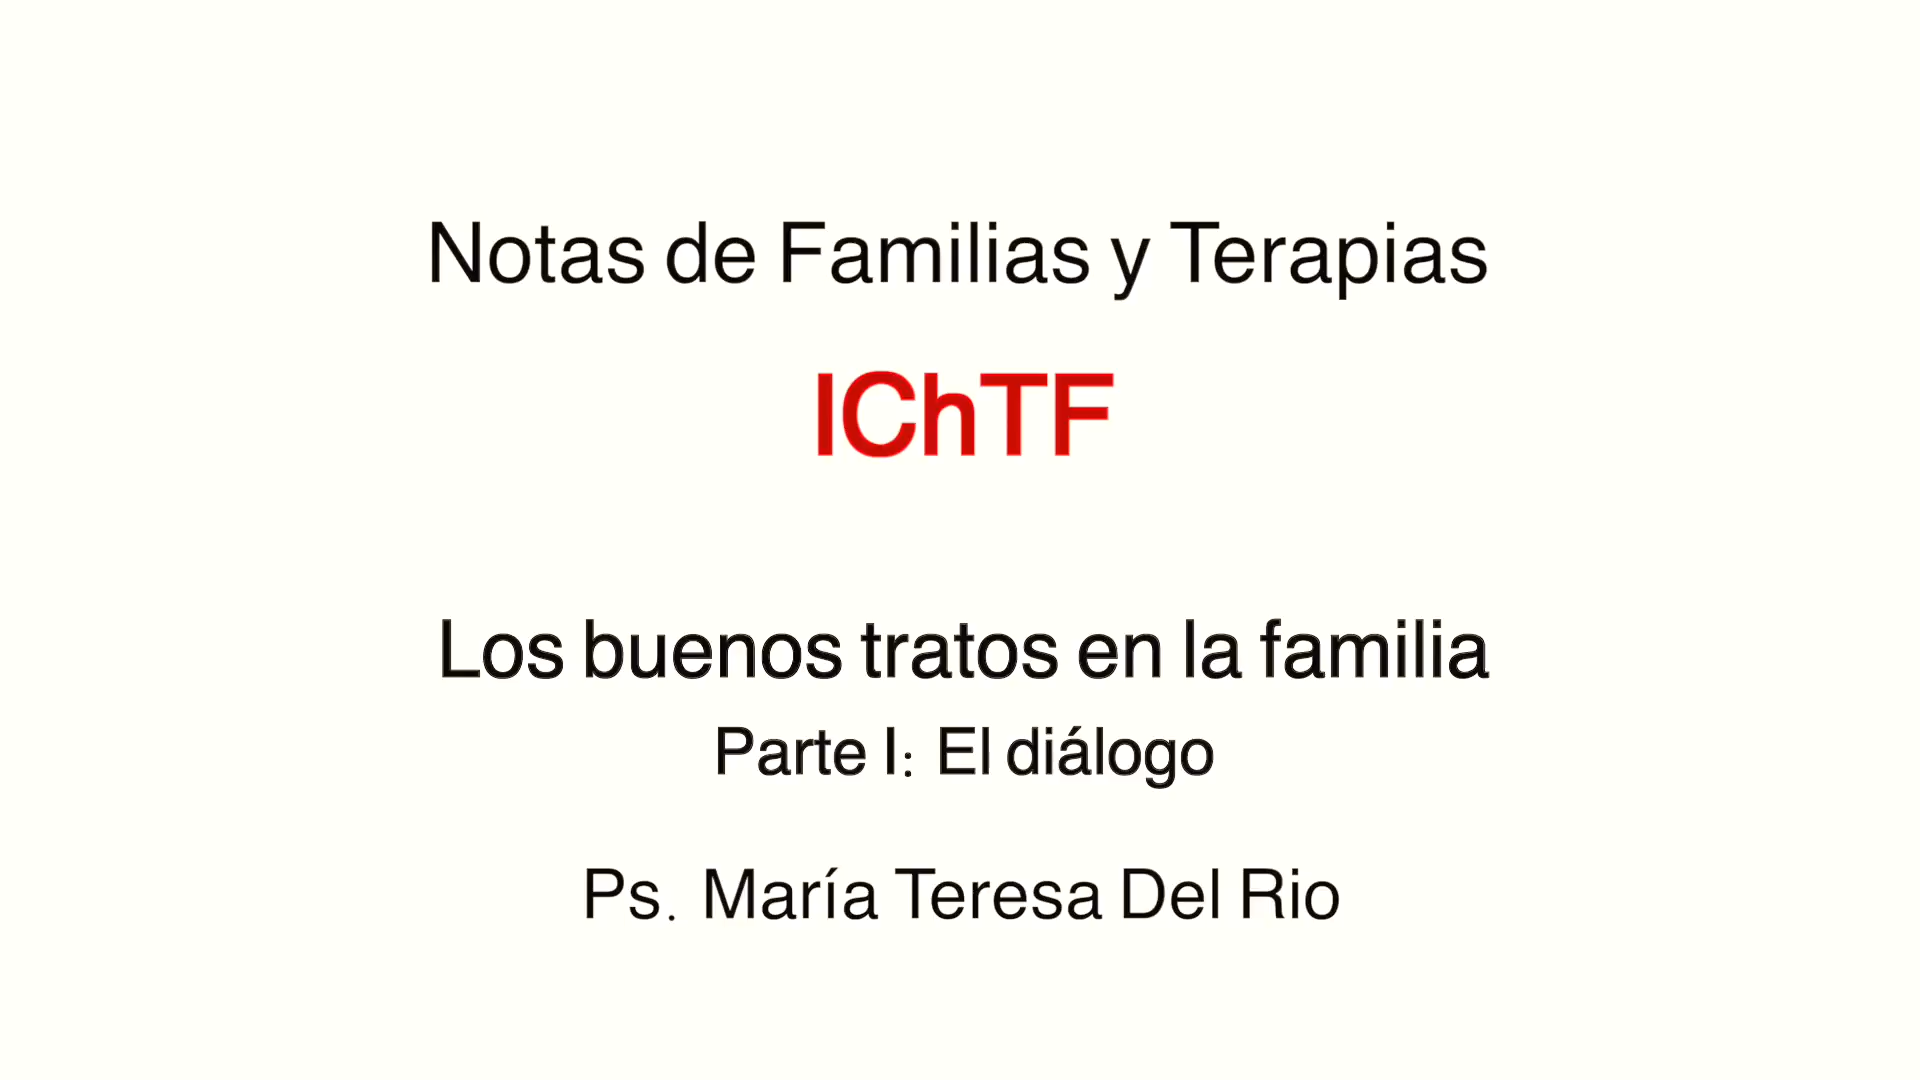 Notas de Familias y Terapias
IChTF
Los buenos tratos en la familia
Parte I: El diálogo
Ps. María Teresa Del Rio